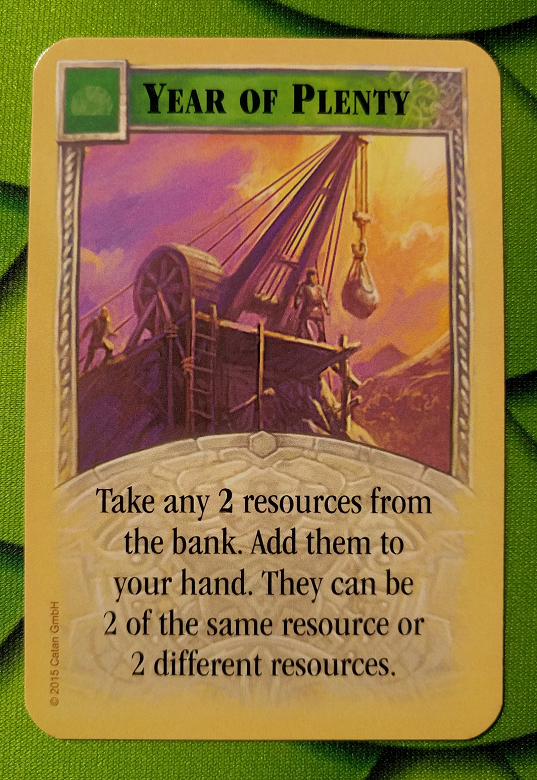 YEAR OF PLENTY
Take any 2 resources from
the bank. Add them to
your hand. They can be
2 of the same resource or
2 different resources.
© 2015 Catan GmbH